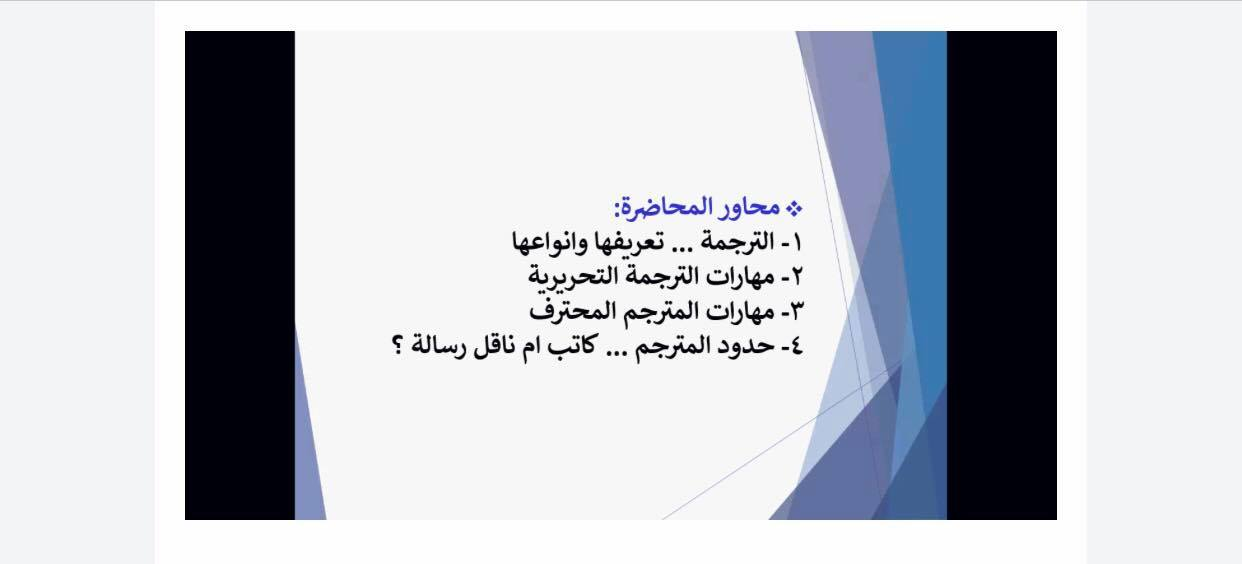 ❖ محاور المحاضرة:
١- الترجمة ... تعريفها وانواعها
٢- مهارات الترجمة التحريرية
٣- مهارات المترجم المحترف
٤- حدود المترجم ... كاتب ام ناقل رسالة ؟